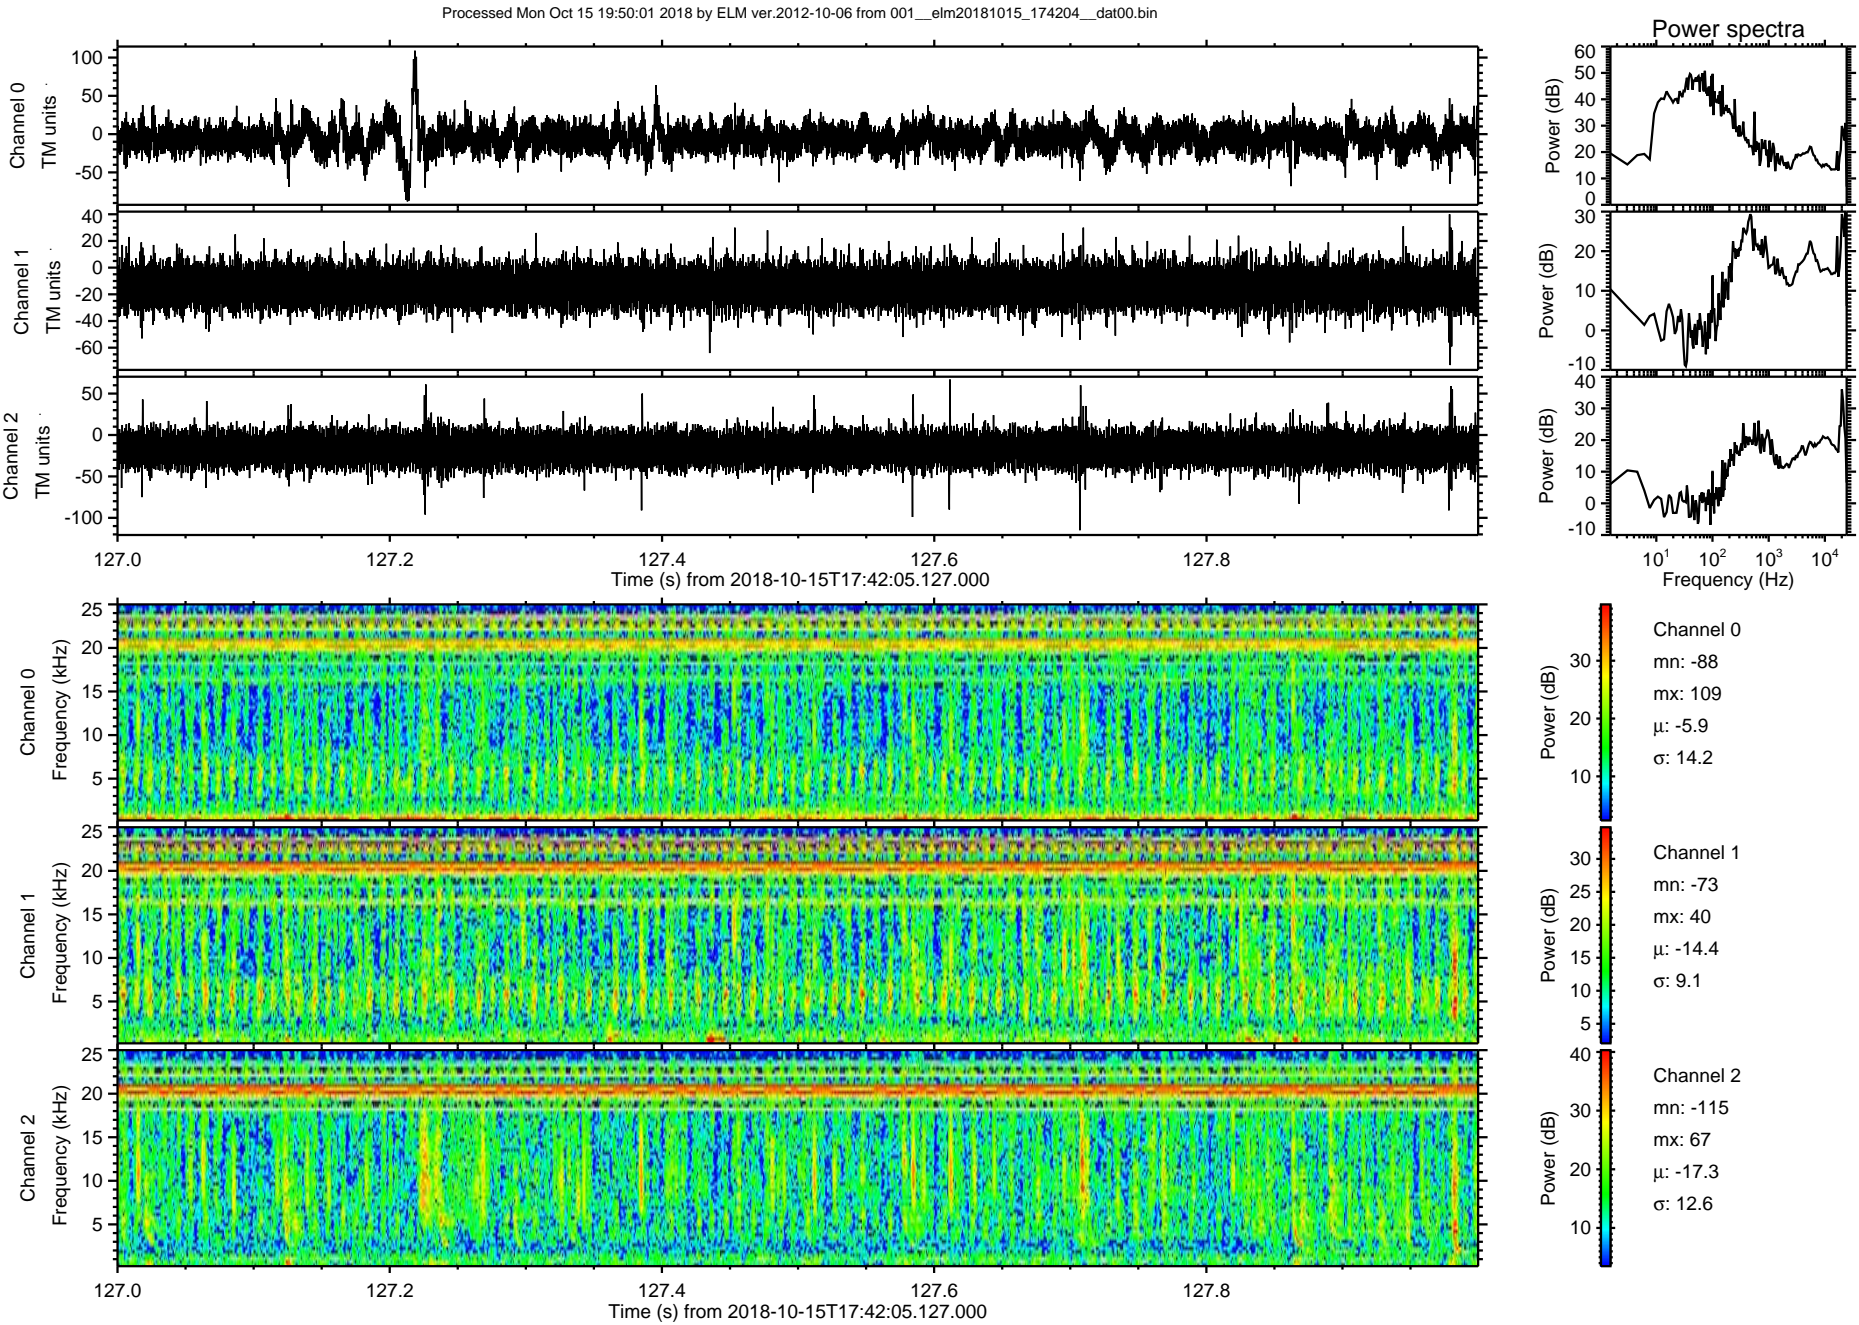 Processed Mon Oct 15 19:50:01 2018 by ELM ver.2012-10-06 from 001__elm20181015_174204__dat00.bin
Power spectra
Channel 0
TM units
100
50
0
-50
Power (dB)
60
50
40
30
20
10
0
Channel 1
TM units
40
20
0
-20
-40
-60
Power (dB)
30
20
10
0
-10
Channel 2
TM units
50
0
-50
-100
Power (dB)
40
30
20
10
0
-10
127.0 127.2 127.4 127.6 127.8
Time (s) from 2018-10-15T17:42:05.127.000
10¹ 10² 10³ 10⁴
Frequency (Hz)
Channel 0
Frequency (kHz)
25
20
15
10
5
Power (dB)
30
20
10
Channel 0
mn: -88
mx: 109
µ: -5.9
σ: 14.2
Channel 1
Frequency (kHz)
25
20
15
10
5
Power (dB)
30
25
20
15
10
5
Channel 1
mn: -73
mx: 40
µ: -14.4
σ: 9.1
Channel 2
Frequency (kHz)
25
20
15
10
5
Power (dB)
40
30
20
10
Channel 2
mn: -115
mx: 67
µ: -17.3
σ: 12.6
127.0 127.2 127.4 127.6 127.8
Time (s) from 2018-10-15T17:42:05.127.000